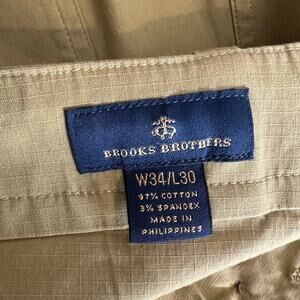 BROOKS BROTHERS
W34/L30
97% COTTON
3% SPANDEX
MADE IN
PHILIPPINES